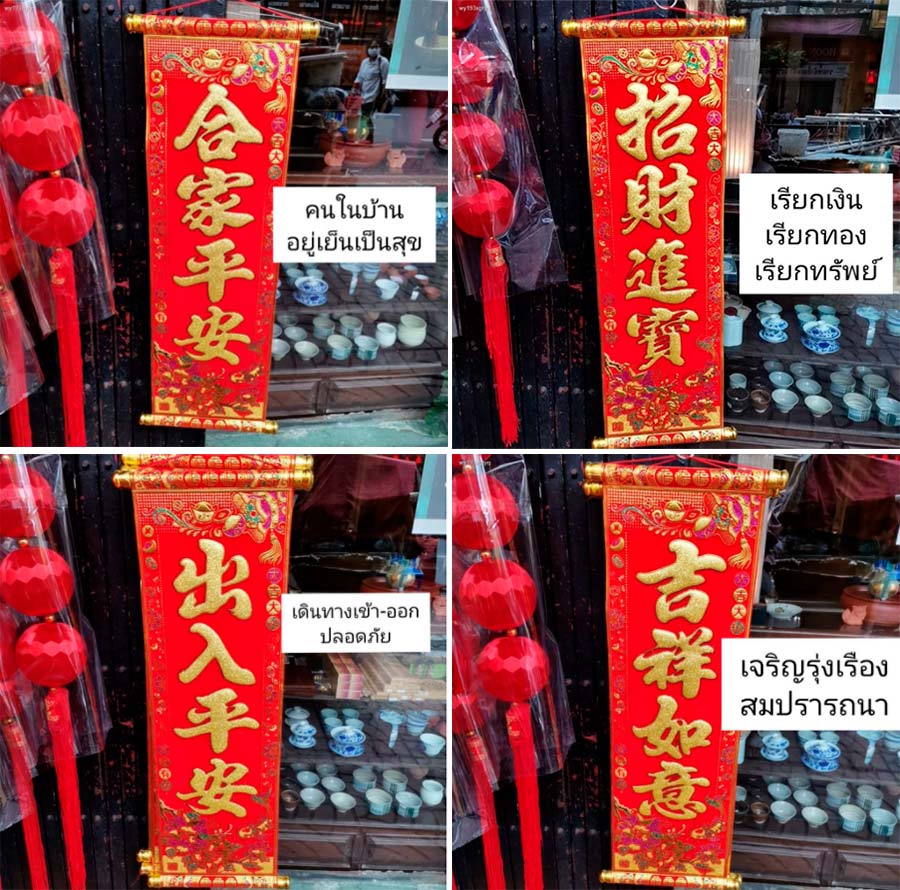 合家平安
คนในบ้าน
อยู่เย็นเป็นสุข
招財進寶
เรียกเงิน
เรียกทอง
เรียกทรัพย์
出入平安
เดินทางเข้า-ออก
ปลอดภัย
吉祥如意
เจริญรุ่งเรือง
สมปรารถนา